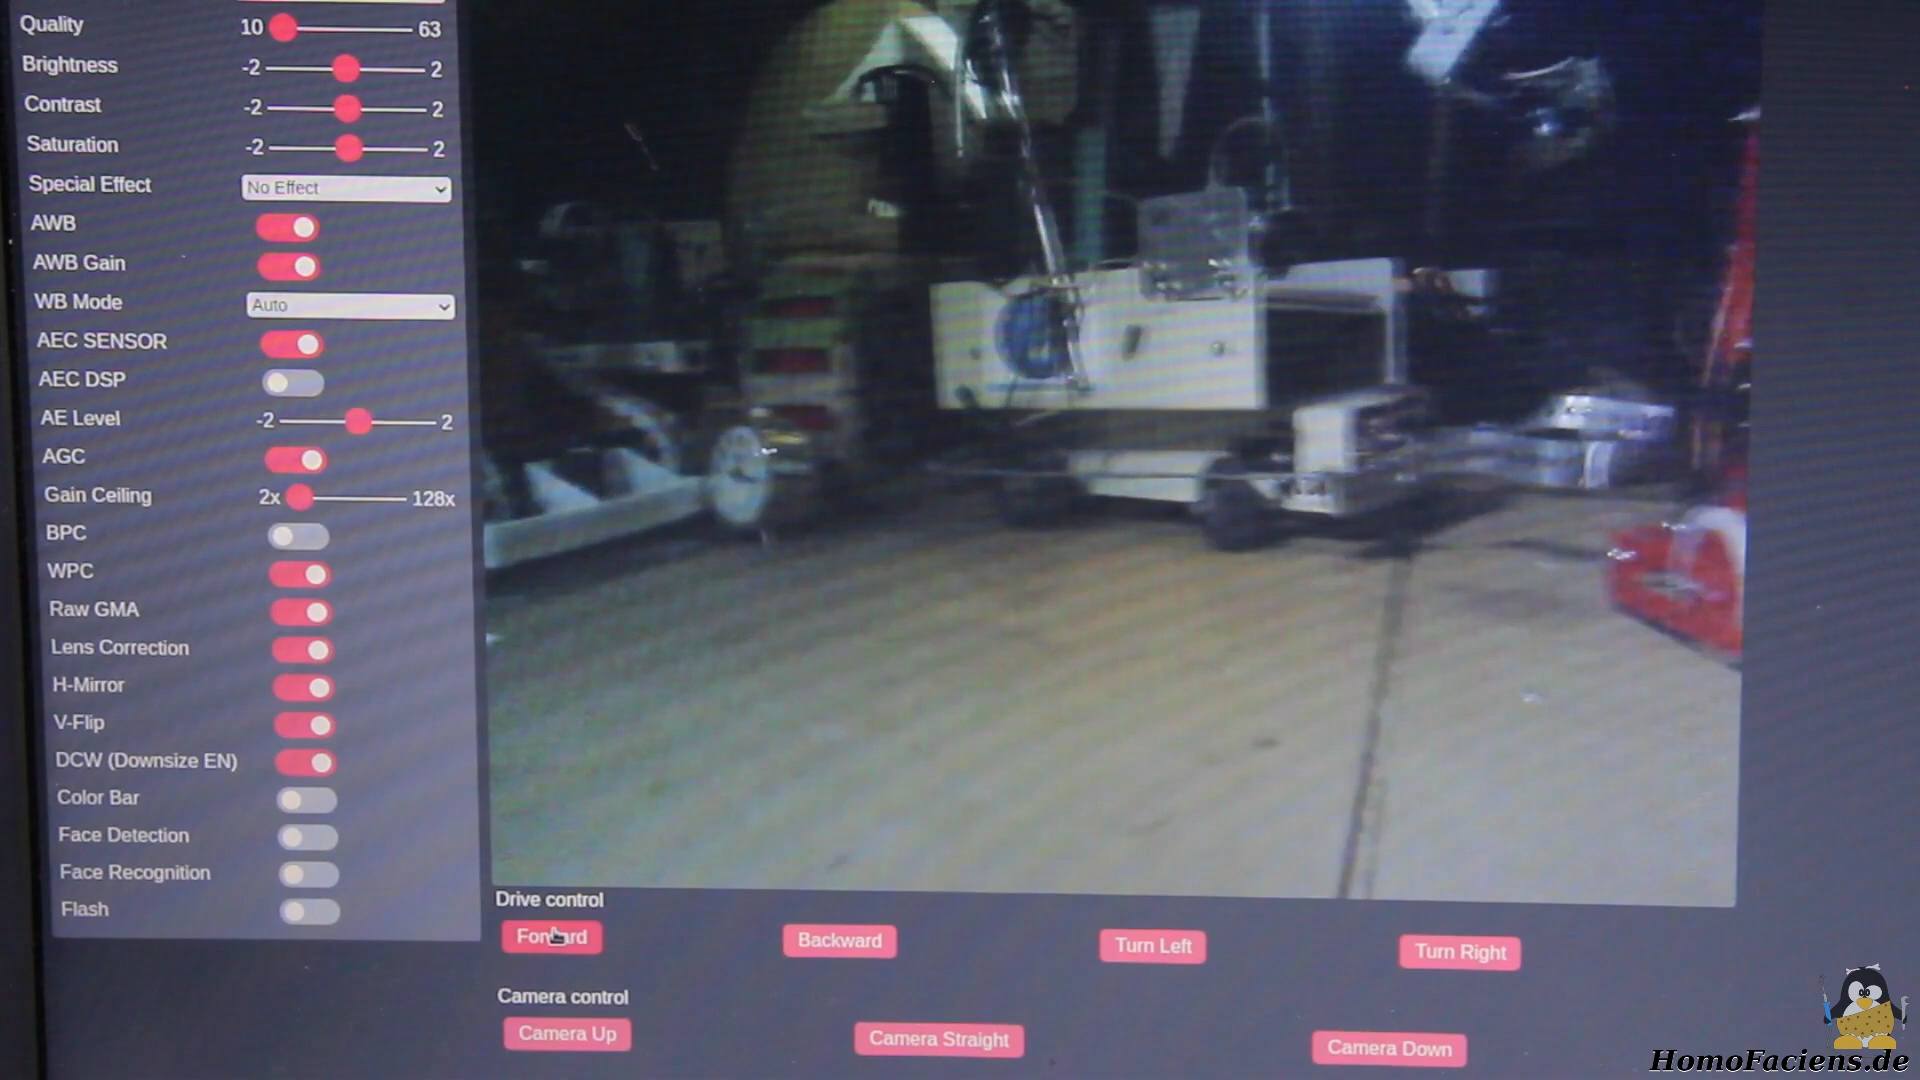 Quality 10 63
Brightness -2 2
Contrast -2 2
Saturation -2 2
Special Effect No Effect
AWB
AWB Gain
WB Mode Auto
AEC SENSOR
AEC DSP
AE Level -2 2
AGC
Gain Ceiling 2x 128x
BPC
WPC
Raw GMA
Lens Correction
H-Mirror
V-Flip
DCW (Downsize EN)
Color Bar
Face Detection
Face Recognition
Flash
Drive control
Forward Backward Turn Left Turn Right
Camera control
Camera Up Camera Straight Camera Down
HomoFaciens.de